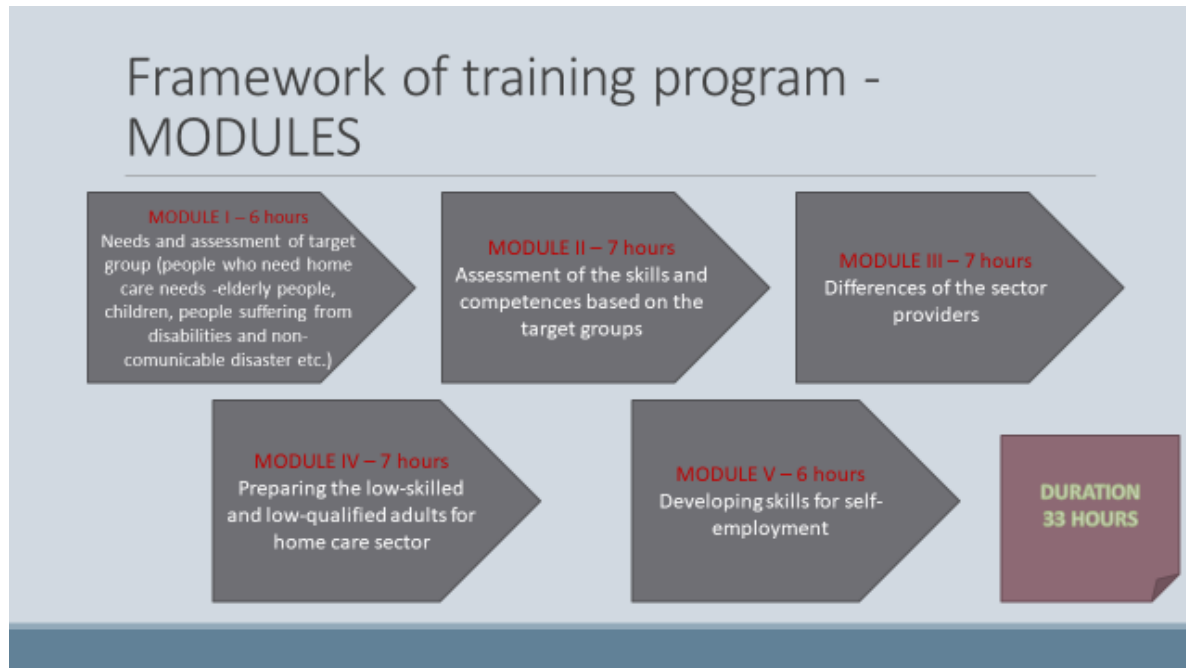 Framework of training program -
MODULES
MODULE I – 6 hours
Needs and assessment of target
group (people who need home
care needs -elderly people,
children, people suffering from
disabilities and non-
comunicable disaster etc.)
MODULE II – 7 hours
Assessment of the skills and
competences based on the
target groups
MODULE III – 7 hours
Differences of the sector
providers
MODULE IV – 7 hours
Preparing the low-skilled
and low-qualified adults for
home care sector
MODULE V – 6 hours
Developing skills for self-
employment
DURATION
33 HOURS